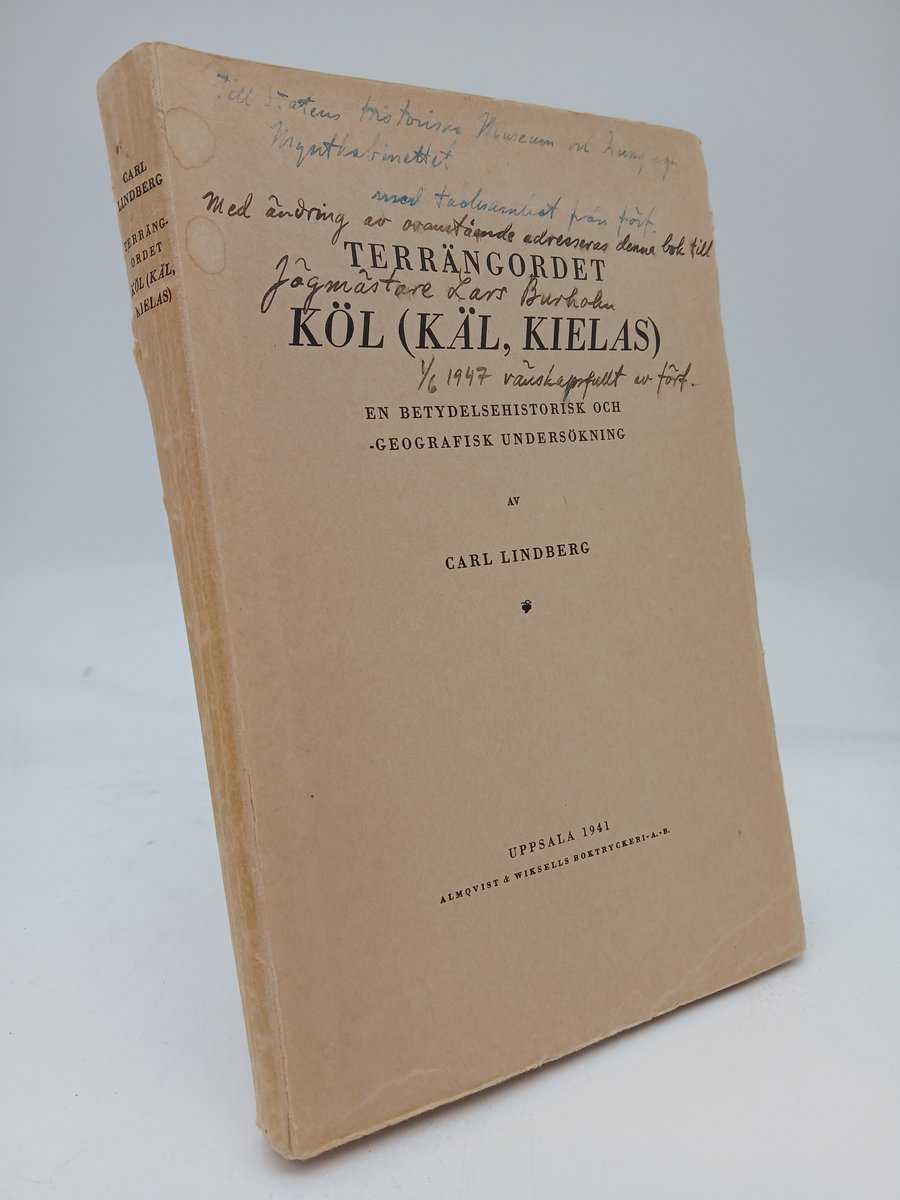 CARL
LINDBERG
TERRÄNG-
ORDET
KÖL (KÄL,
KIELAS)
Till Statens Historiska Museum och Kungliga
Myntkabinettet
med tacksamhet från förf.
Med ändring av ovanstående adresseras denna bok till
TERRÄNGORDET
Jägmästare Lars Burholm
KÖL (KÄL, KIELAS)
1/6 1947 vänskapsfullt av förf.
EN BETYDELSEHISTORISK OCH
-GEOGRAFISK UNDERSÖKNING
AV
CARL LINDBERG
UPPSALA 1941
ALMQVIST & WIKSELLS BOKTRYCKERI-A.-B.